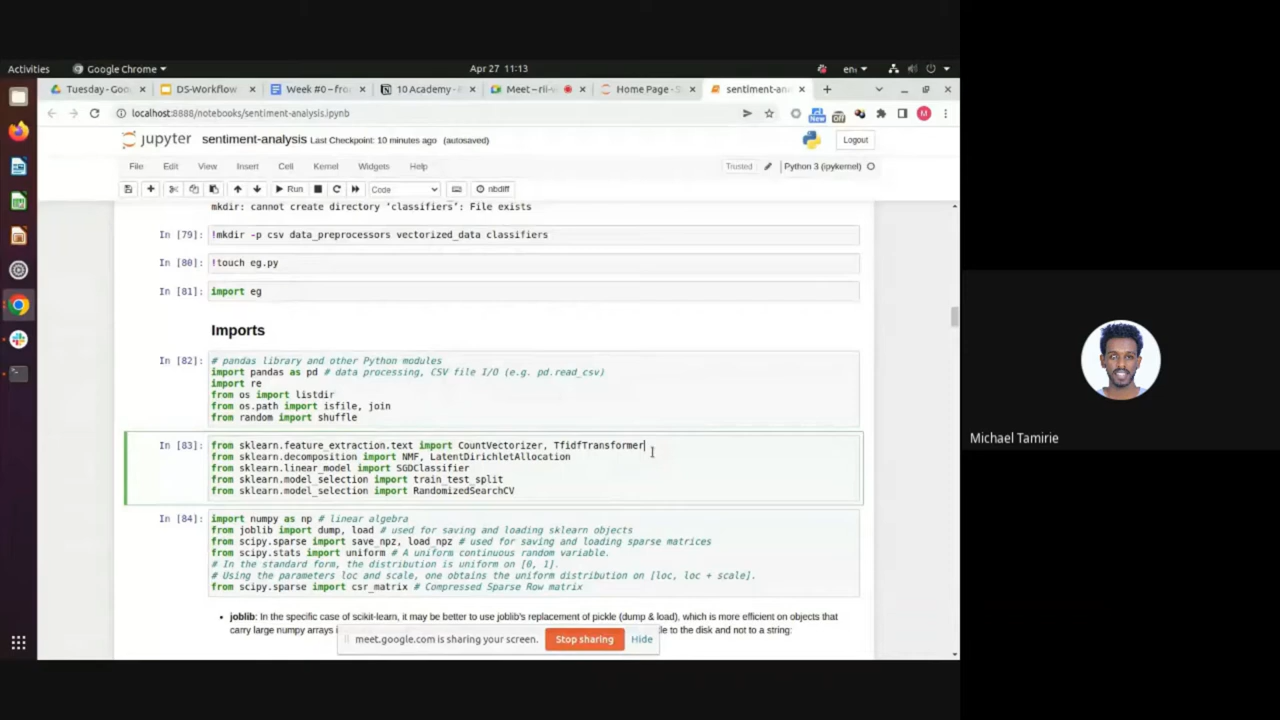 Activities
Google Chrome
Apr 27 11:13
en
Tuesday - Goo
DS-Workflow
Week #0 – fro
10 Academy -
Meet – rii-v
Home Page - S
sentiment-an
localhost:8888/notebooks/sentiment-analysis.ipynb
New
Off
M
jupyter
sentiment-analysis Last Checkpoint: 10 minutes ago (autosaved)
Logout
File
Edit
View
Insert
Cell
Kernel
Widgets
Help
Trusted
Python 3 (ipykernel)
Run
Code
nbdiff
mkdir: cannot create directory ‘classifiers’: File exists
In [79]: !mkdir -p csv data_preprocessors vectorized_data classifiers
In [80]: !touch eg.py
In [81]: import eg
Imports
In [82]: # pandas library and other Python modules
import pandas as pd # data processing, CSV file I/O (e.g. pd.read_csv)
import re
from os import listdir
from os.path import isfile, join
from random import shuffle
In [83]: from sklearn.feature_extraction.text import CountVectorizer, TfidfTransformer
from sklearn.decomposition import NMF, LatentDirichletAllocation
from sklearn.linear_model import SGDClassifier
from sklearn.model_selection import train_test_split
from sklearn.model_selection import RandomizedSearchCV
In [84]: import numpy as np # linear algebra
from joblib import dump, load # used for saving and loading sklearn objects
from scipy.sparse import save_npz, load_npz # used for saving and loading sparse matrices
from scipy.stats import uniform # A uniform continuous random variable.
# In the standard form, the distribution is uniform on [0, 1].
# Using the parameters loc and scale, one obtains the uniform distribution on [loc, loc + scale].
from scipy.sparse import csr_matrix # Compressed Sparse Row matrix
• joblib: In the specific case of scikit-learn, it may be better to use joblib's replacement of pickle (dump & load), which is more efficient on objects that
carry large numpy arrays i
le to the disk and not to a string:
meet.google.com is sharing your screen.
Stop sharing
Hide
Michael Tamirie